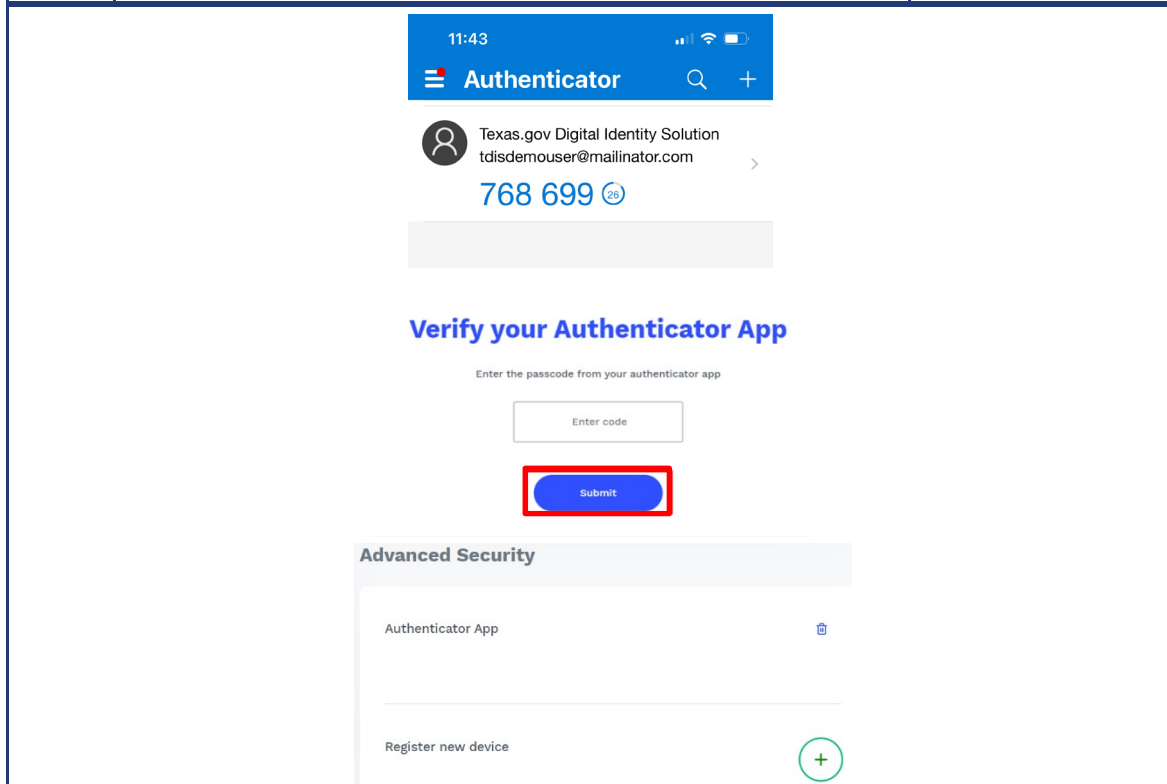 11:43
Authenticator
Texas.gov Digital Identity Solution
tdisdemouser@mailinator.com
768 699 26
Verify your Authenticator App
Enter the passcode from your authenticator app
Enter code
Submit
Advanced Security
Authenticator App
Register new device